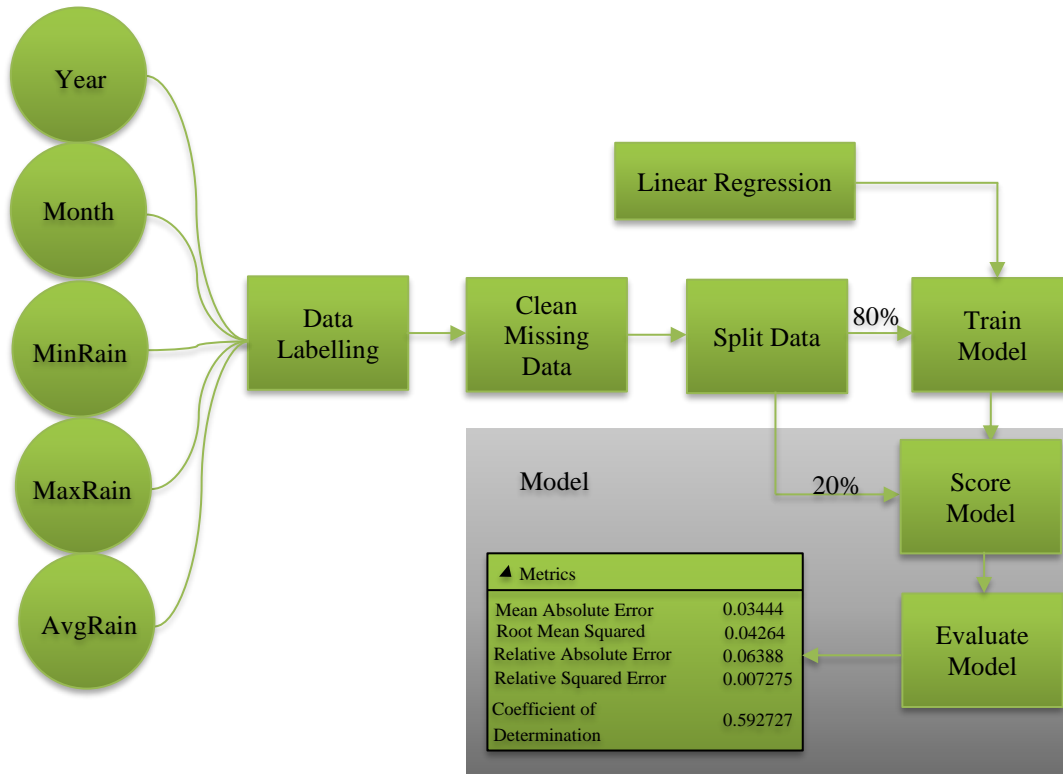 Year
Month
MinRain
MaxRain
AvgRain
Data
Labelling
Clean
Missing
Data
Split Data
80%
Linear Regression
Train
Model
Model
20%
Score
Model
Evaluate
Model
Metrics
Mean Absolute Error 0.03444
Root Mean Squared 0.04264
Relative Absolute Error 0.06388
Relative Squared Error 0.007275
Coefficient of
Determination 0.592727